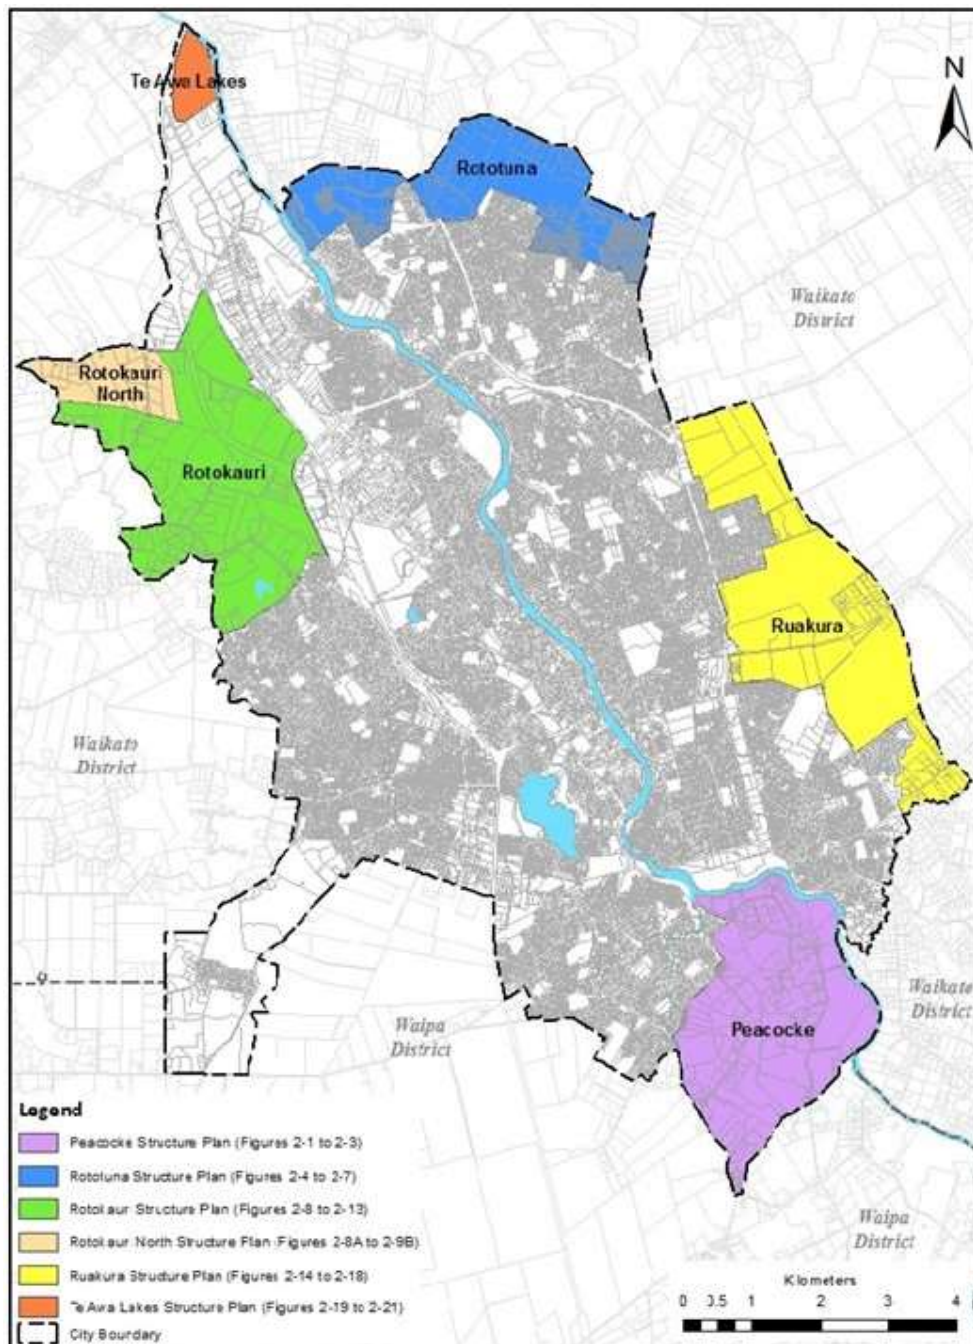 Te Awa Lakes
N
Rototuna
Waikato
District
Rotokauri
North
Rotokauri
Ruakura
Waikato
District
Waikato
District
Waipa
District
Peacocke
Waipa
District
Legend
Peacocke Structure Plan (Figures 2-1 to 2-3)
Rototuna Structure Plan (Figures 2-4 to 2-7)
Rotokaur Structure Plan (Figures 2-8 to 2-13)
Rotokaur North Structure Plan (Figures 2-8A to 2-9B)
Ruakura Structure Plan (Figures 2-14 to 2-18)
Te Awa Lakes Structure Plan (Figures 2-19 to 2-21)
City Boundary
Kilometers
0 0.5 1 2 3 4